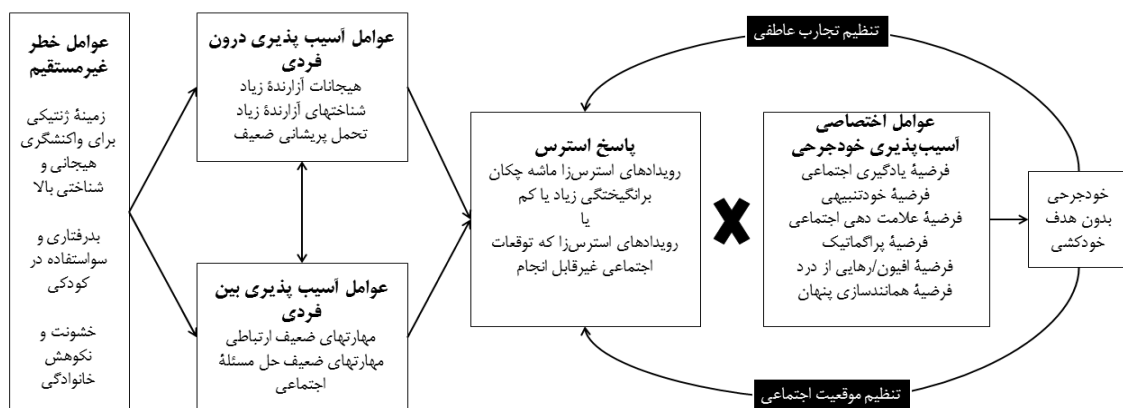 عوامل خطر
غیرمستقیم
زمینهٔ ژنتیکی
برای واکنشگری
هیجانی و
شناختی بالا
بدرفتاری و
سواستفاده در
کودکی
خشونت و
نکوهش
خانوادگی
عوامل آسیب پذیری درون
فردی
هیجانات آزارندهٔ زیاد
شناختهای آزارندهٔ زیاد
تحمل پریشانی ضعیف
عوامل آسیب پذیری بین
فردی
مهارتهای ضعیف ارتباطی
مهارتهای ضعیف حل مسئلهٔ
اجتماعی
پاسخ استرس
رویدادهای استرس‌زا ماشه چکان
برانگیختگی زیاد یا کم
یا
رویدادهای استرس‌زا که توقعات
اجتماعی غیرقابل انجام
تنظیم تجارب عاطفی
عوامل اختصاصی
آسیب‌پذیری خودجرحی
فرضیهٔ یادگیری اجتماعی
فرضیهٔ خودتنبیهی
فرضیهٔ علامت دهی اجتماعی
فرضیهٔ پراگماتیک
فرضیهٔ افیون/رهایی از درد
فرضیهٔ همانندسازی پنهان
خودجرحی
بدون هدف
خودکشی
تنظیم موقعیت اجتماعی